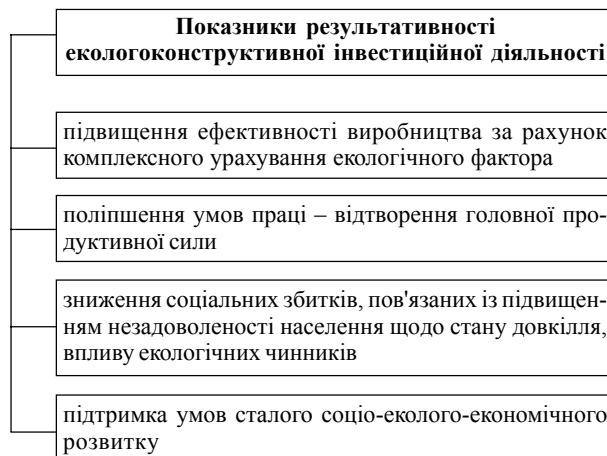 Показники результативності
екологоконструктивної інвестиційної діяльності
підвищення ефективності виробництва за рахунок
комплексного урахування екологічного фактора
поліпшення умов праці – відтворення головної про-
дуктивної сили
зниження соціальних збитків, пов'язаних із підвищен-
ням незадоволеності населення щодо стану довкілля,
впливу екологічних чинників
підтримка умов сталого соціо-еколого-економічного
розвитку